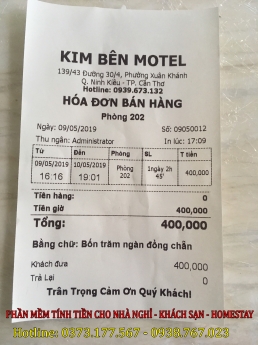 KIM BÊN MOTEL
139/43 Đường 30/4, Phường Xuân Khánh
Q. Ninh Kiều - TP. Cần Thơ
Hotline: 0939.673.132
HÓA ĐƠN BÁN HÀNG
Phòng 202
Ngày: 09/05/2019 Số: 09050012
Thu ngân: Administrator In lúc: 17:09
Từ Đến Phòng SL T tiền
09/05/2019 10/05/2019 Phòng 202 1ngày 2h 45' 400,000
16:16 19:01
Tiền hàng: 0
Tiền giờ 400,000
Tổng: 400,000
Bằng chữ: Bốn trăm ngàn đồng chẵn
Khách đưa 400,000
Trả Lại 0
Trân Trọng Cảm Ơn Quý Khách!
PHẦN MỀM TÍNH TIỀN CHO NHÀ NGHỈ - KHÁCH SẠN - HOMESTAY
Hotline: 0373.177.567 - 0938.767.023